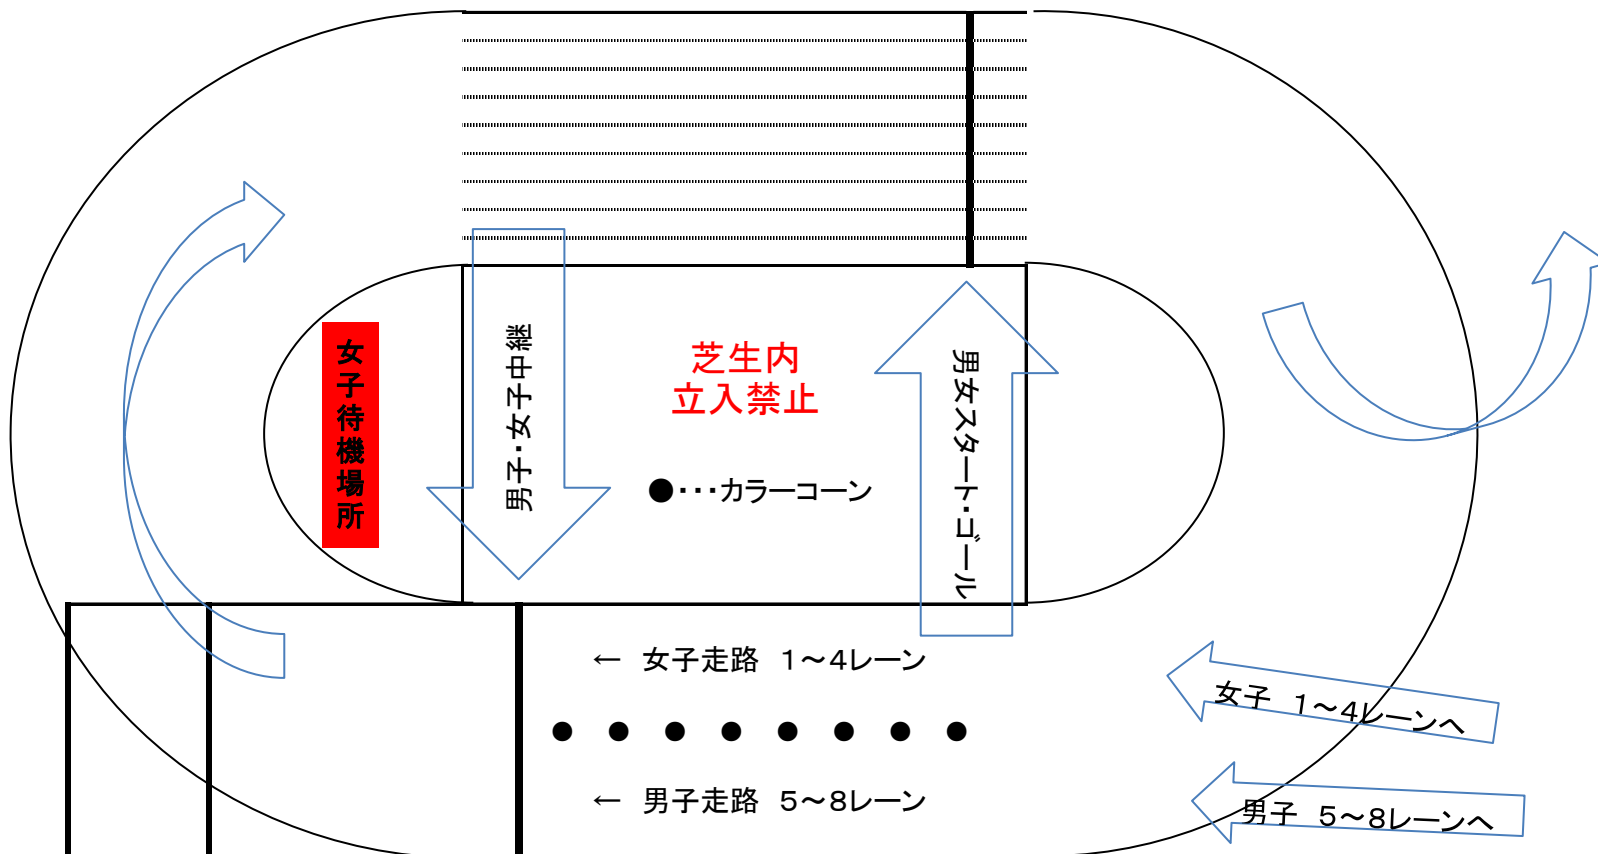 女子待機場所
男子・女子中継
芝生内
立入禁止
●・・・カラーコーン
男女スタート・ゴール
← 女子走路 1～4レーン
← 男子走路 5～8レーン
女子 1～4レーンへ
男子 5～8レーンへ